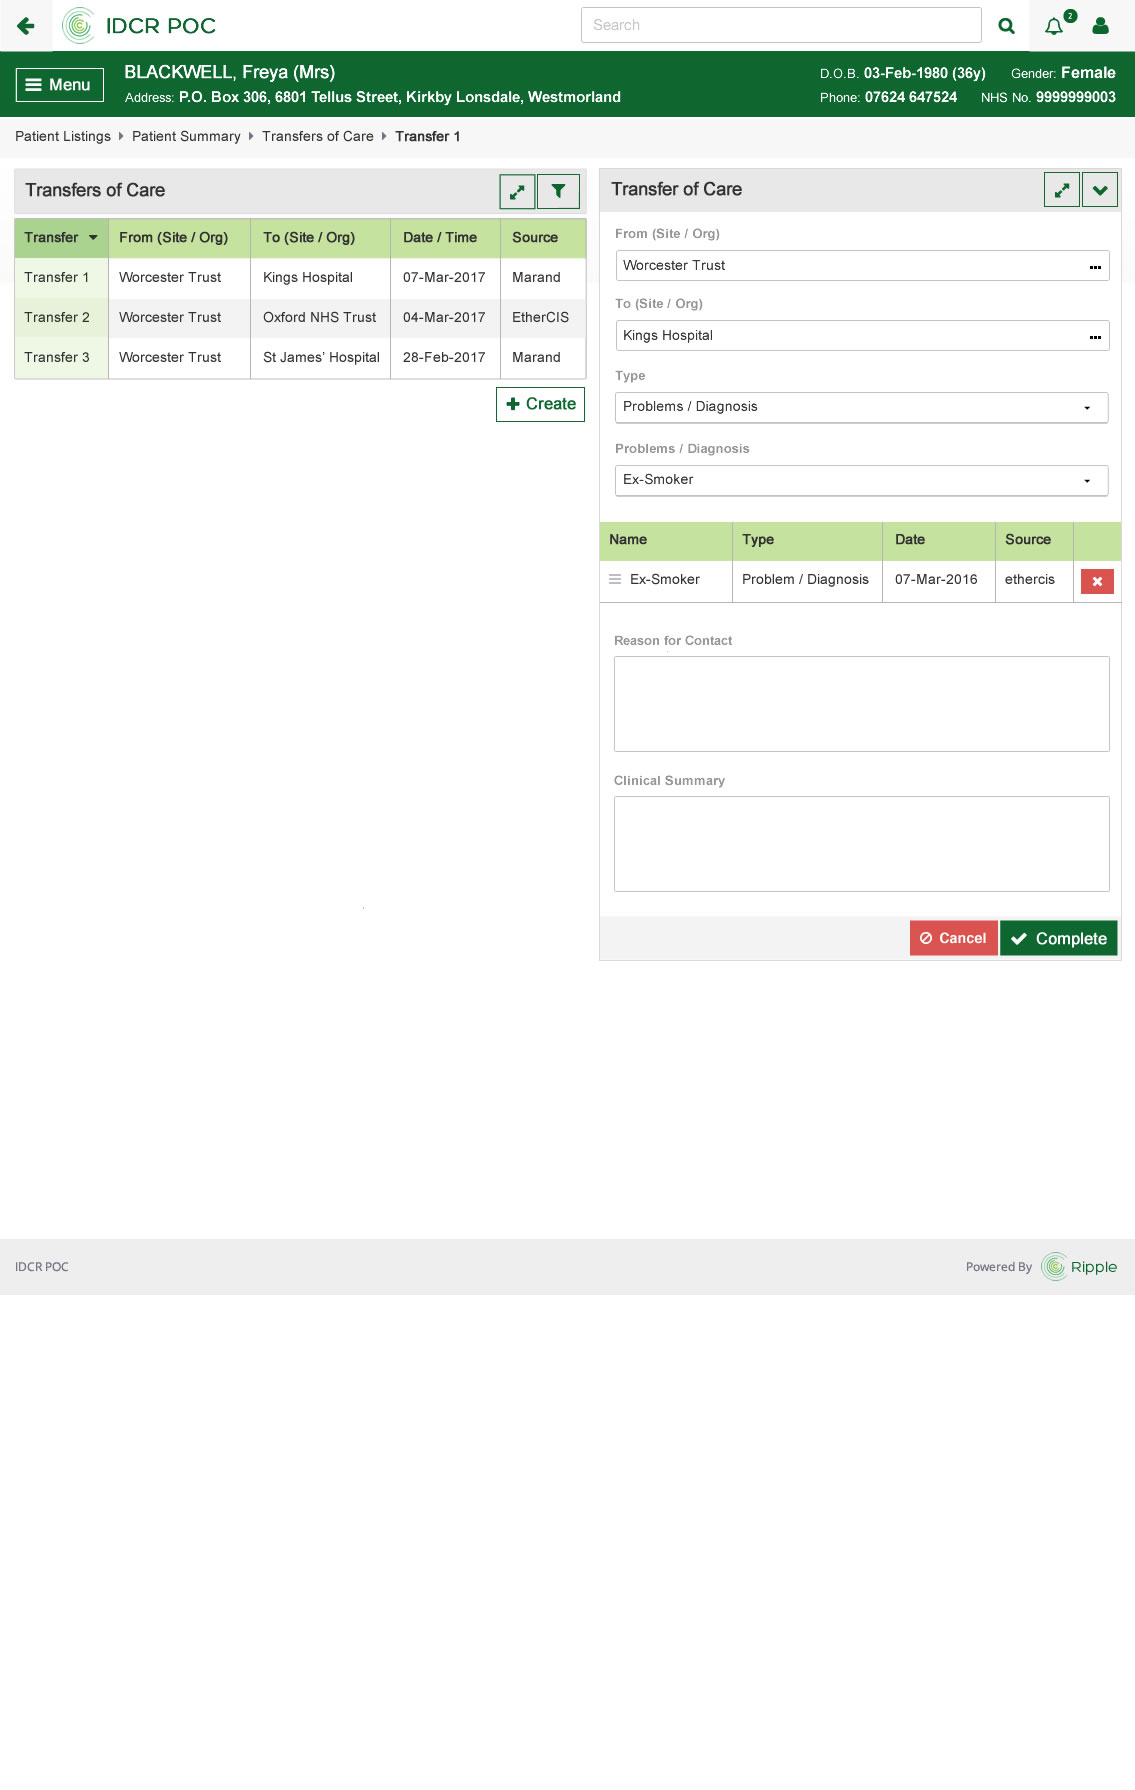 IDCR POC
Search
2
Menu
BLACKWELL, Freya (Mrs)
Address: P.O. Box 306, 6801 Tellus Street, Kirkby Lonsdale, Westmorland
D.O.B. 03-Feb-1980 (36y) Gender: Female
Phone: 07624 647524 NHS No. 9999999003
Patient Listings Patient Summary Transfers of Care Transfer 1
Transfers of Care
Transfer From (Site / Org) To (Site / Org) Date / Time Source
Transfer 1 Worcester Trust Kings Hospital 07-Mar-2017 Marand
Transfer 2 Worcester Trust Oxford NHS Trust 04-Mar-2017 EtherCIS
Transfer 3 Worcester Trust St James’ Hospital 28-Feb-2017 Marand
Create
Transfer of Care
From (Site / Org)
Worcester Trust
To (Site / Org)
Kings Hospital
Type
Problems / Diagnosis
Problems / Diagnosis
Ex-Smoker
Name Type Date Source
Ex-Smoker Problem / Diagnosis 07-Mar-2016 ethercis
Reason for Contact
Clinical Summary
Cancel Complete
IDCR POC
Powered By Ripple